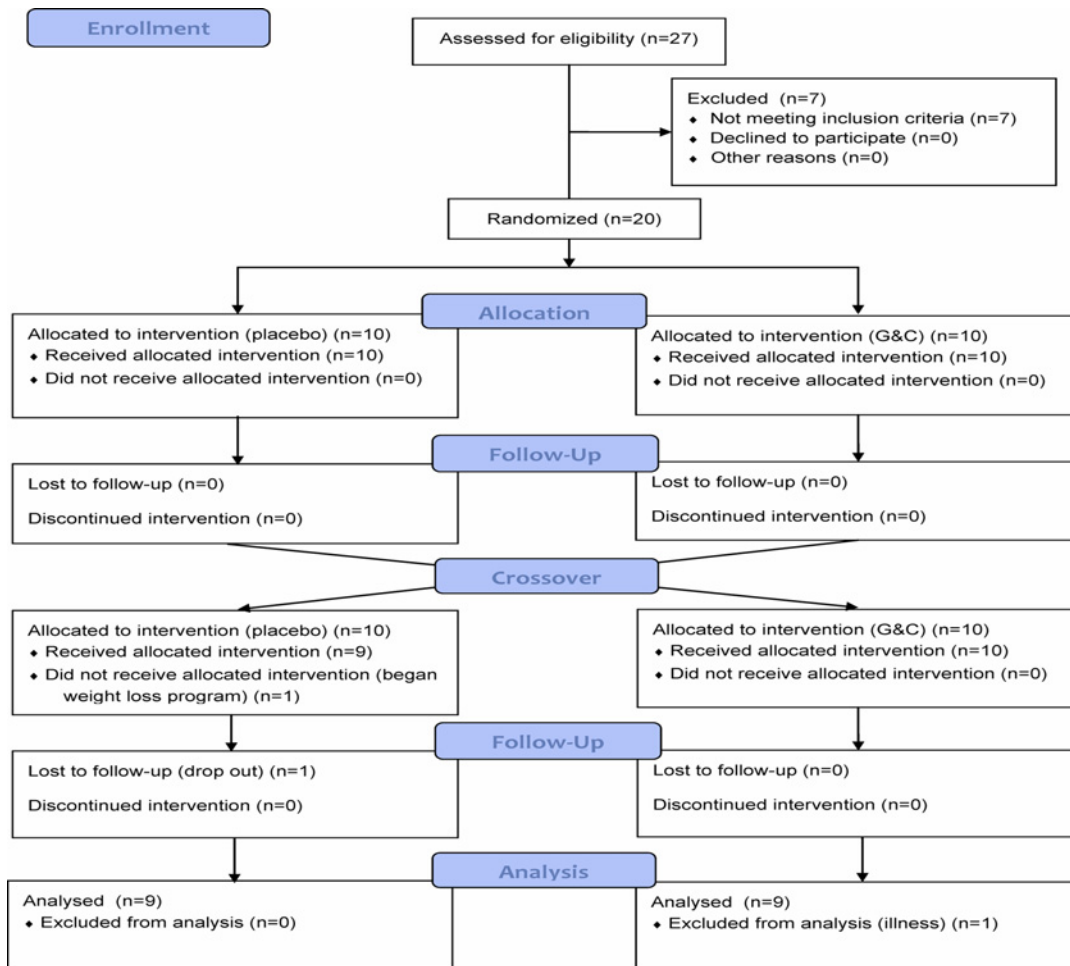 Enrollment
Assessed for eligibility (n=27)
Excluded (n=7)
⬥ Not meeting inclusion criteria (n=7)
⬥ Declined to participate (n=0)
⬥ Other reasons (n=0)
Randomized (n=20)
Allocation
Allocated to intervention (placebo) (n=10)
⬥ Received allocated intervention (n=10)
⬥ Did not receive allocated intervention (n=0)
Allocated to intervention (G&C) (n=10)
⬥ Received allocated intervention (n=10)
⬥ Did not receive allocated intervention (n=0)
Follow-Up
Lost to follow-up (n=0)
Discontinued intervention (n=0)
Lost to follow-up (n=0)
Discontinued intervention (n=0)
Crossover
Allocated to intervention (placebo) (n=10)
⬥ Received allocated intervention (n=9)
⬥ Did not receive allocated intervention (began
weight loss program) (n=1)
Allocated to intervention (G&C) (n=10)
⬥ Received allocated intervention (n=10)
⬥ Did not receive allocated intervention (n=0)
Follow-Up
Lost to follow-up (drop out) (n=1)
Discontinued intervention (n=0)
Lost to follow-up (n=0)
Discontinued intervention (n=0)
Analysis
Analysed (n=9)
⬥ Excluded from analysis (n=0)
Analysed (n=9)
⬥ Excluded from analysis (illness) (n=1)